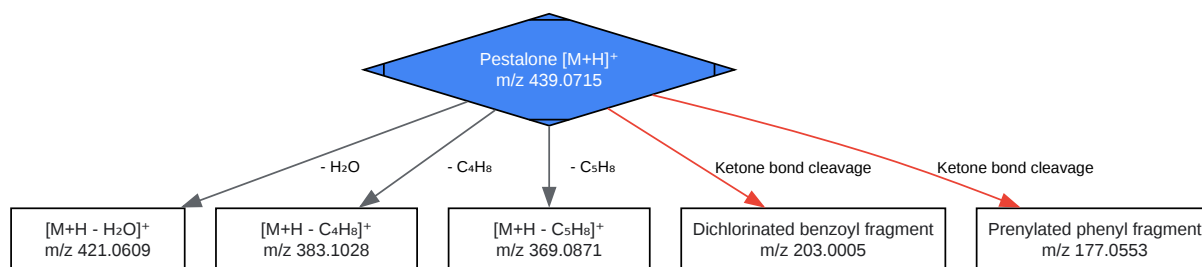 Pestalone [M+H]⁺
m/z 439.0715
- H₂O
- C₄H₈
- C₅H₈
Ketone bond cleavage
Ketone bond cleavage
[M+H - H₂O]⁺
m/z 421.0609
[M+H - C₄H₈]⁺
m/z 383.1028
[M+H - C₅H₈]⁺
m/z 369.0871
Dichlorinated benzoyl fragment
m/z 203.0005
Prenylated phenyl fragment
m/z 177.0553